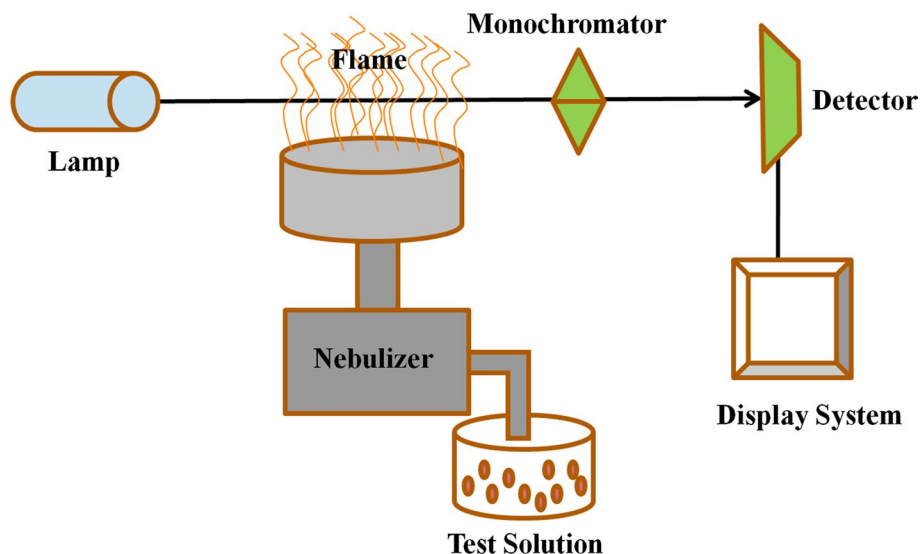 Monochromator
Flame
Detector
Lamp
Nebulizer
Display System
Test Solution